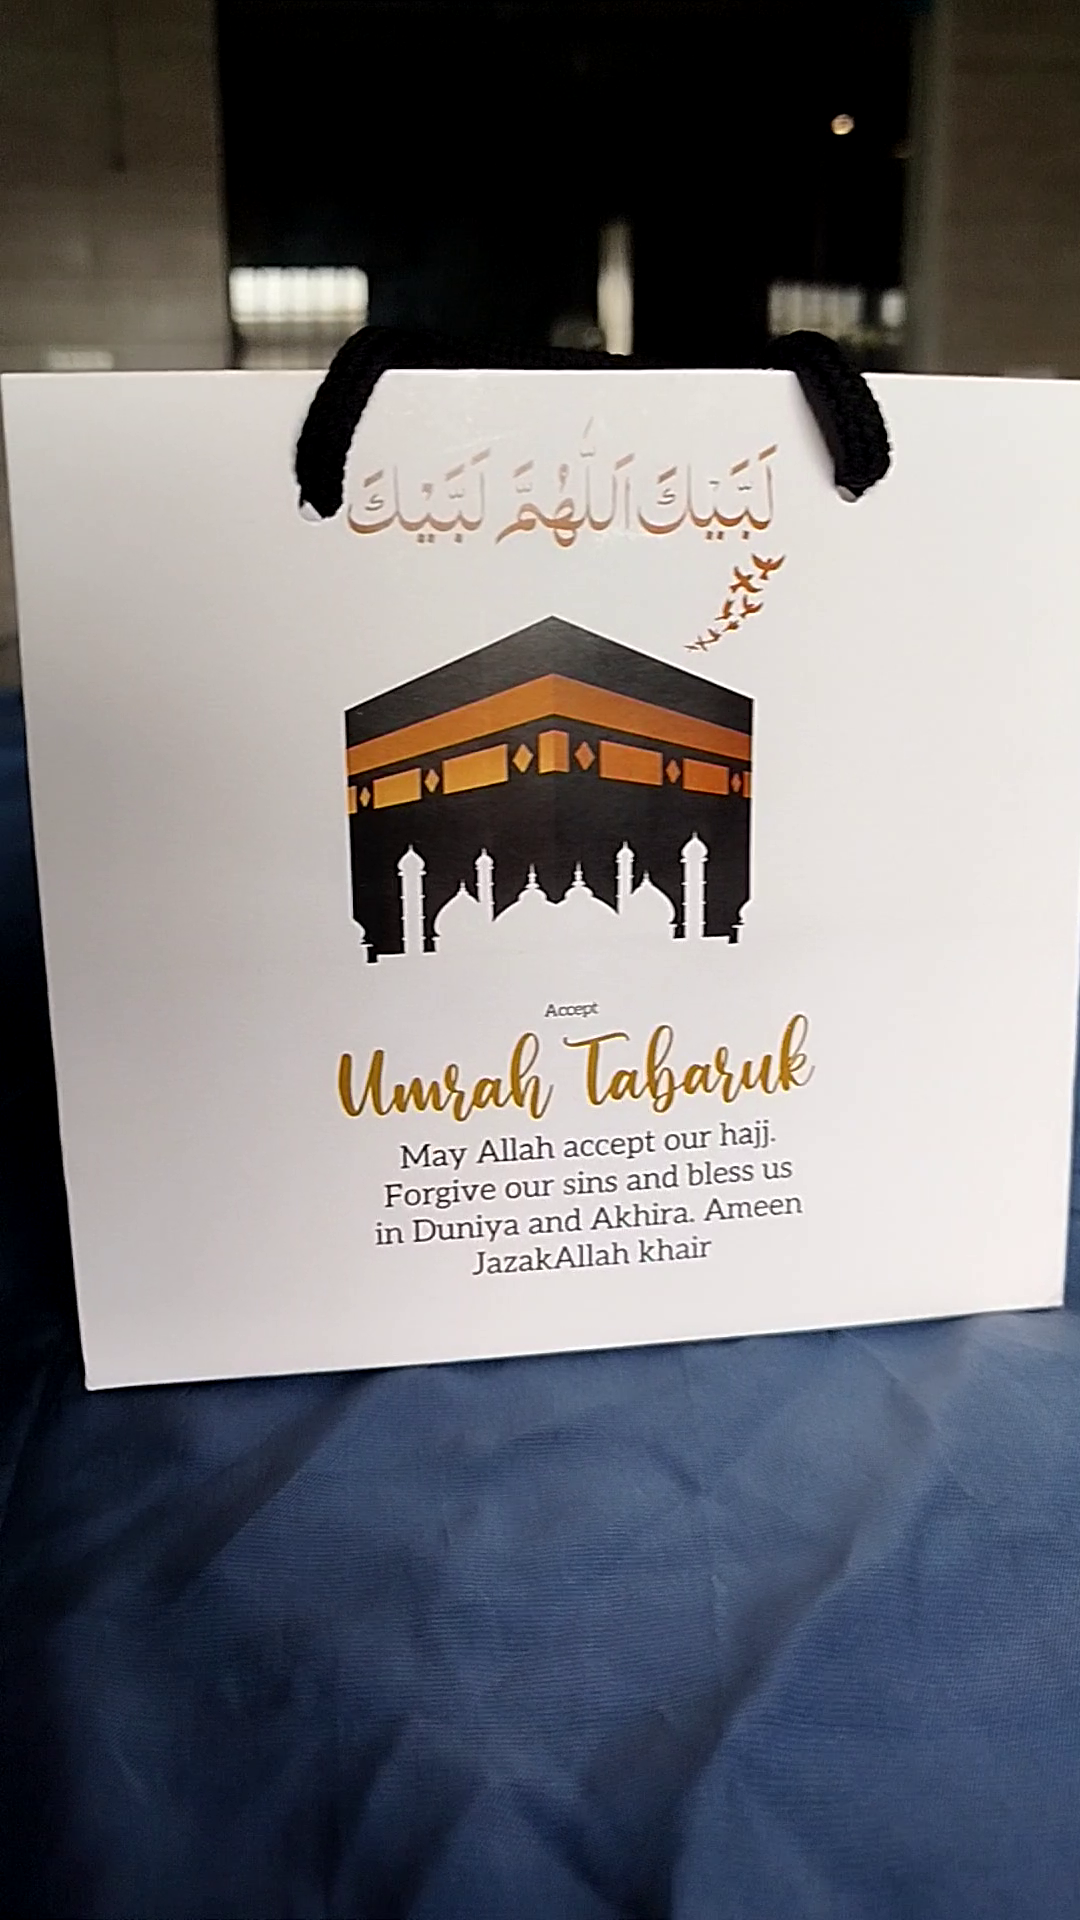 لَبَّيْكَ اَللّٰهُمَّ لَبَّيْكَ
Accept
Umrah Tabaruk
May Allah accept our hajj.
Forgive our sins and bless us
in Duniya and Akhira. Ameen
JazakAllah khair